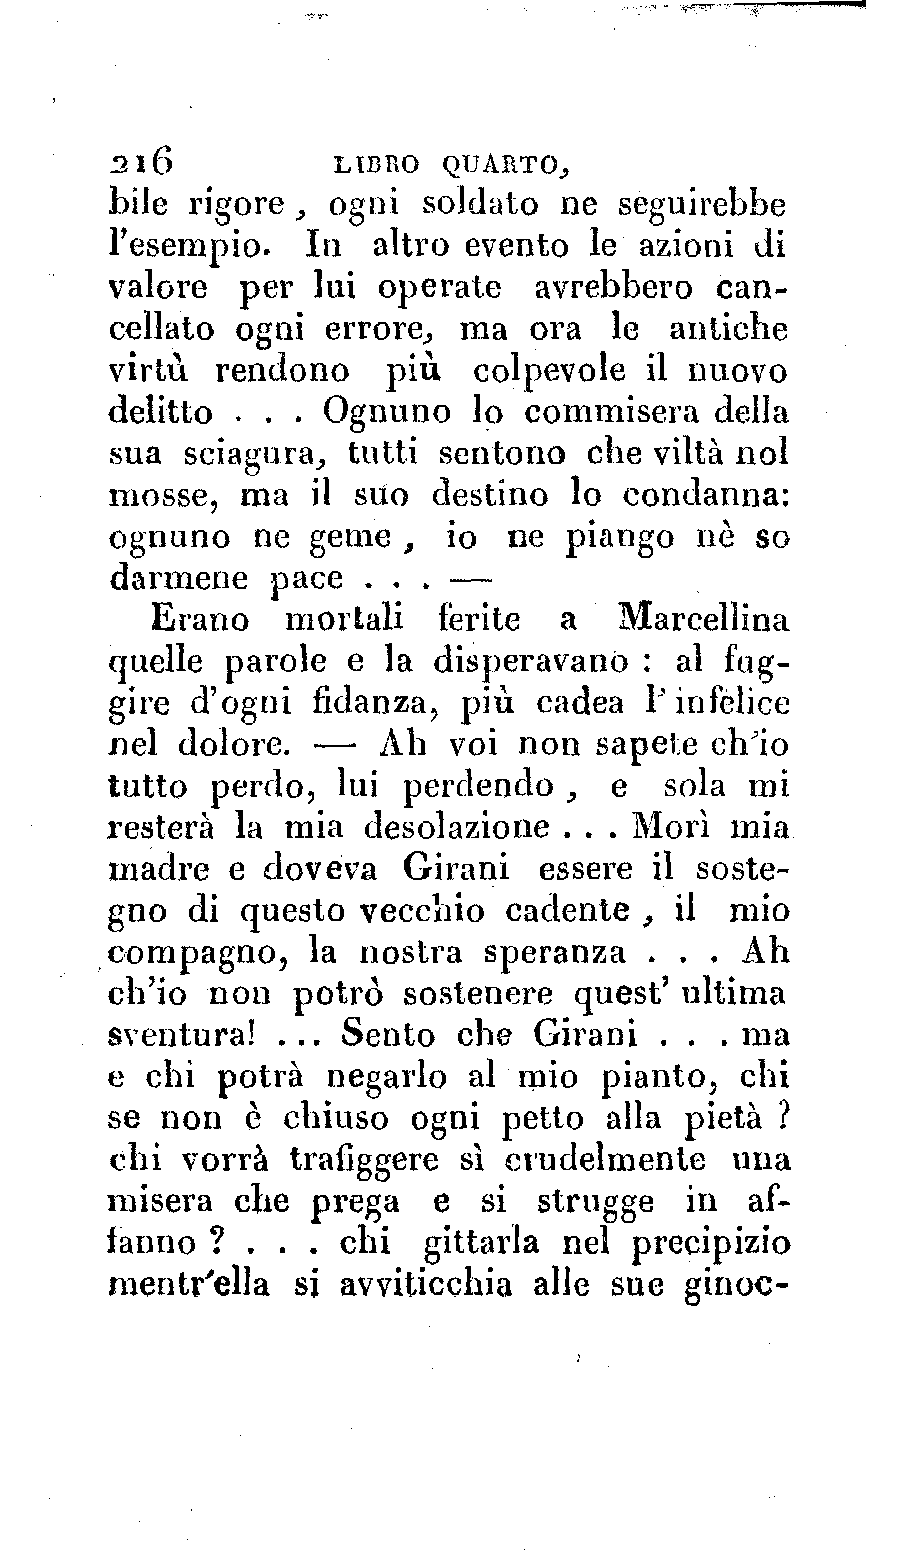 216 LIBRO QUARTO,
bile rigore, ogni soldato ne seguirebbe
l'esempio. In altro evento le azioni di
valore per lui operate avrebbero can-
cellato ogni errore, ma ora le antiche
virtù rendono più colpevole il nuovo
delitto . . . Ognuno lo commisera della
sua sciagura, tutti sentono che viltà nol
mosse, ma il suo destino lo condanna:
ognuno ne geme, io ne piango nè so
darmene pace . . . —
Erano mortali ferite a Marcellina
quelle parole e la disperavano : al fug-
gire d'ogni fidanza, più cadea l'infelice
nel dolore. — Ah voi non sapete ch'io
tutto perdo, lui perdendo, e sola mi
resterà la mia desolazione . . . Morì mia
madre e doveva Girani essere il soste-
gno di questo vecchio cadente, il mio
compagno, la nostra speranza . . . Ah
ch'io non potrò sostenere quest' ultima
sventura! ... Sento che Girani . . . ma
e chi potrà negarlo al mio pianto, chi
se non è chiuso ogni petto alla pietà ?
chi vorrà trafiggere sì crudelmente una
misera che prega e si strugge in af-
fanno ? . . . chi gittarla nel precipizio
mentr'ella si avviticchia alle sue ginoc-